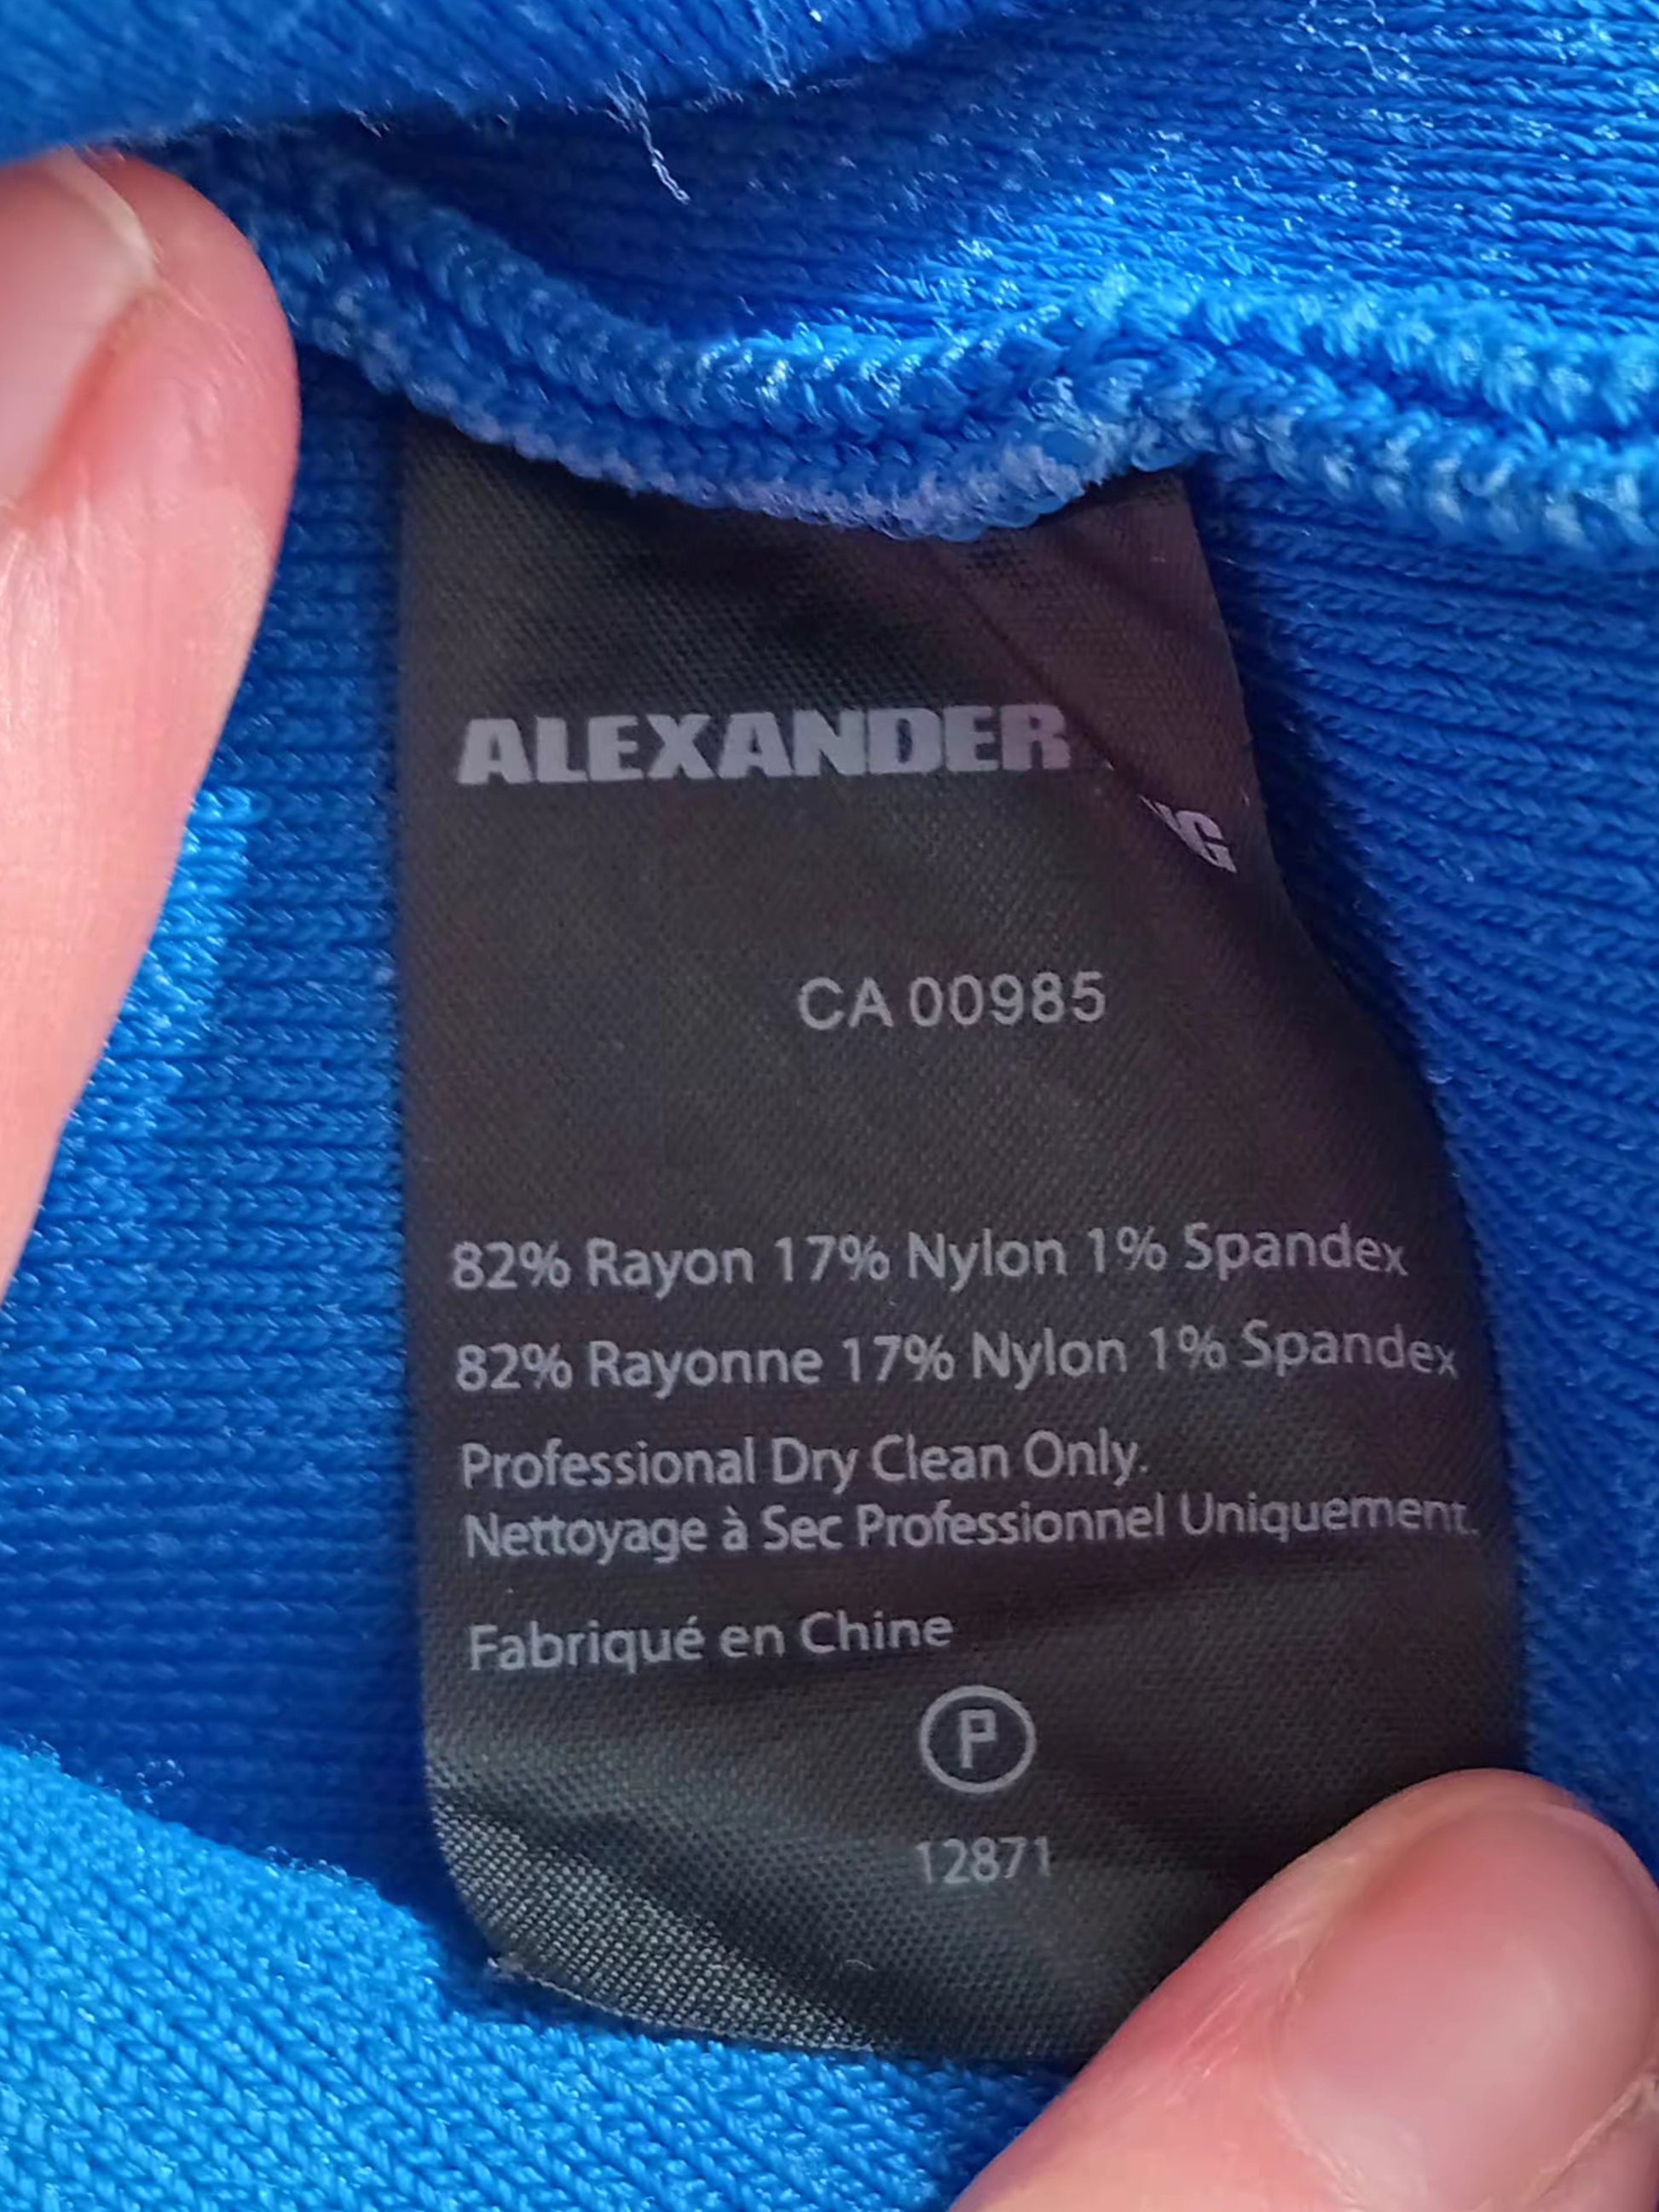 ALEXANDER
CA 00985
82% Rayon 17% Nylon 1% Spandex
82% Rayonne 17% Nylon 1% Spandex
Professional Dry Clean Only.
Nettoyage à Sec Professionnel Uniquement.
Fabriqué en Chine
P
12871